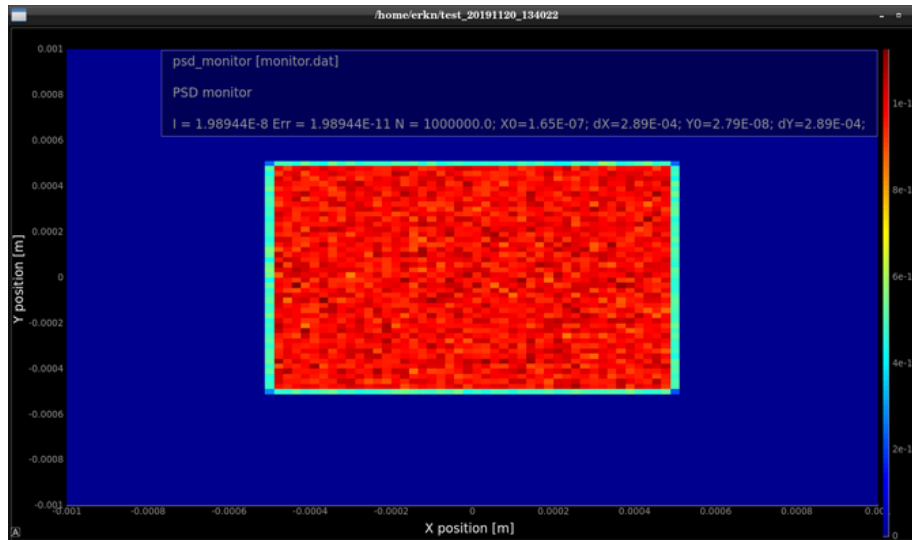 /home/erkn/test_20191120_134022
psd_monitor [monitor.dat]
PSD monitor
I = 1.98944E-8 Err = 1.98944E-11 N = 1000000.0; X0=1.65E-07; dX=2.89E-04; Y0=2.79E-08; dY=2.89E-04;
0.001
0.0008
0.0006
0.0004
0.0002
0
-0.0002
-0.0004
-0.0006
-0.0008
-0.001
Y position [m]
-0.001
-0.0008
-0.0006
-0.0004
-0.0002
0
0.0002
0.0004
0.0006
0.0008
0.00
X position [m]
1e-1
8e-1
6e-1
4e-1
2e-1
0
A